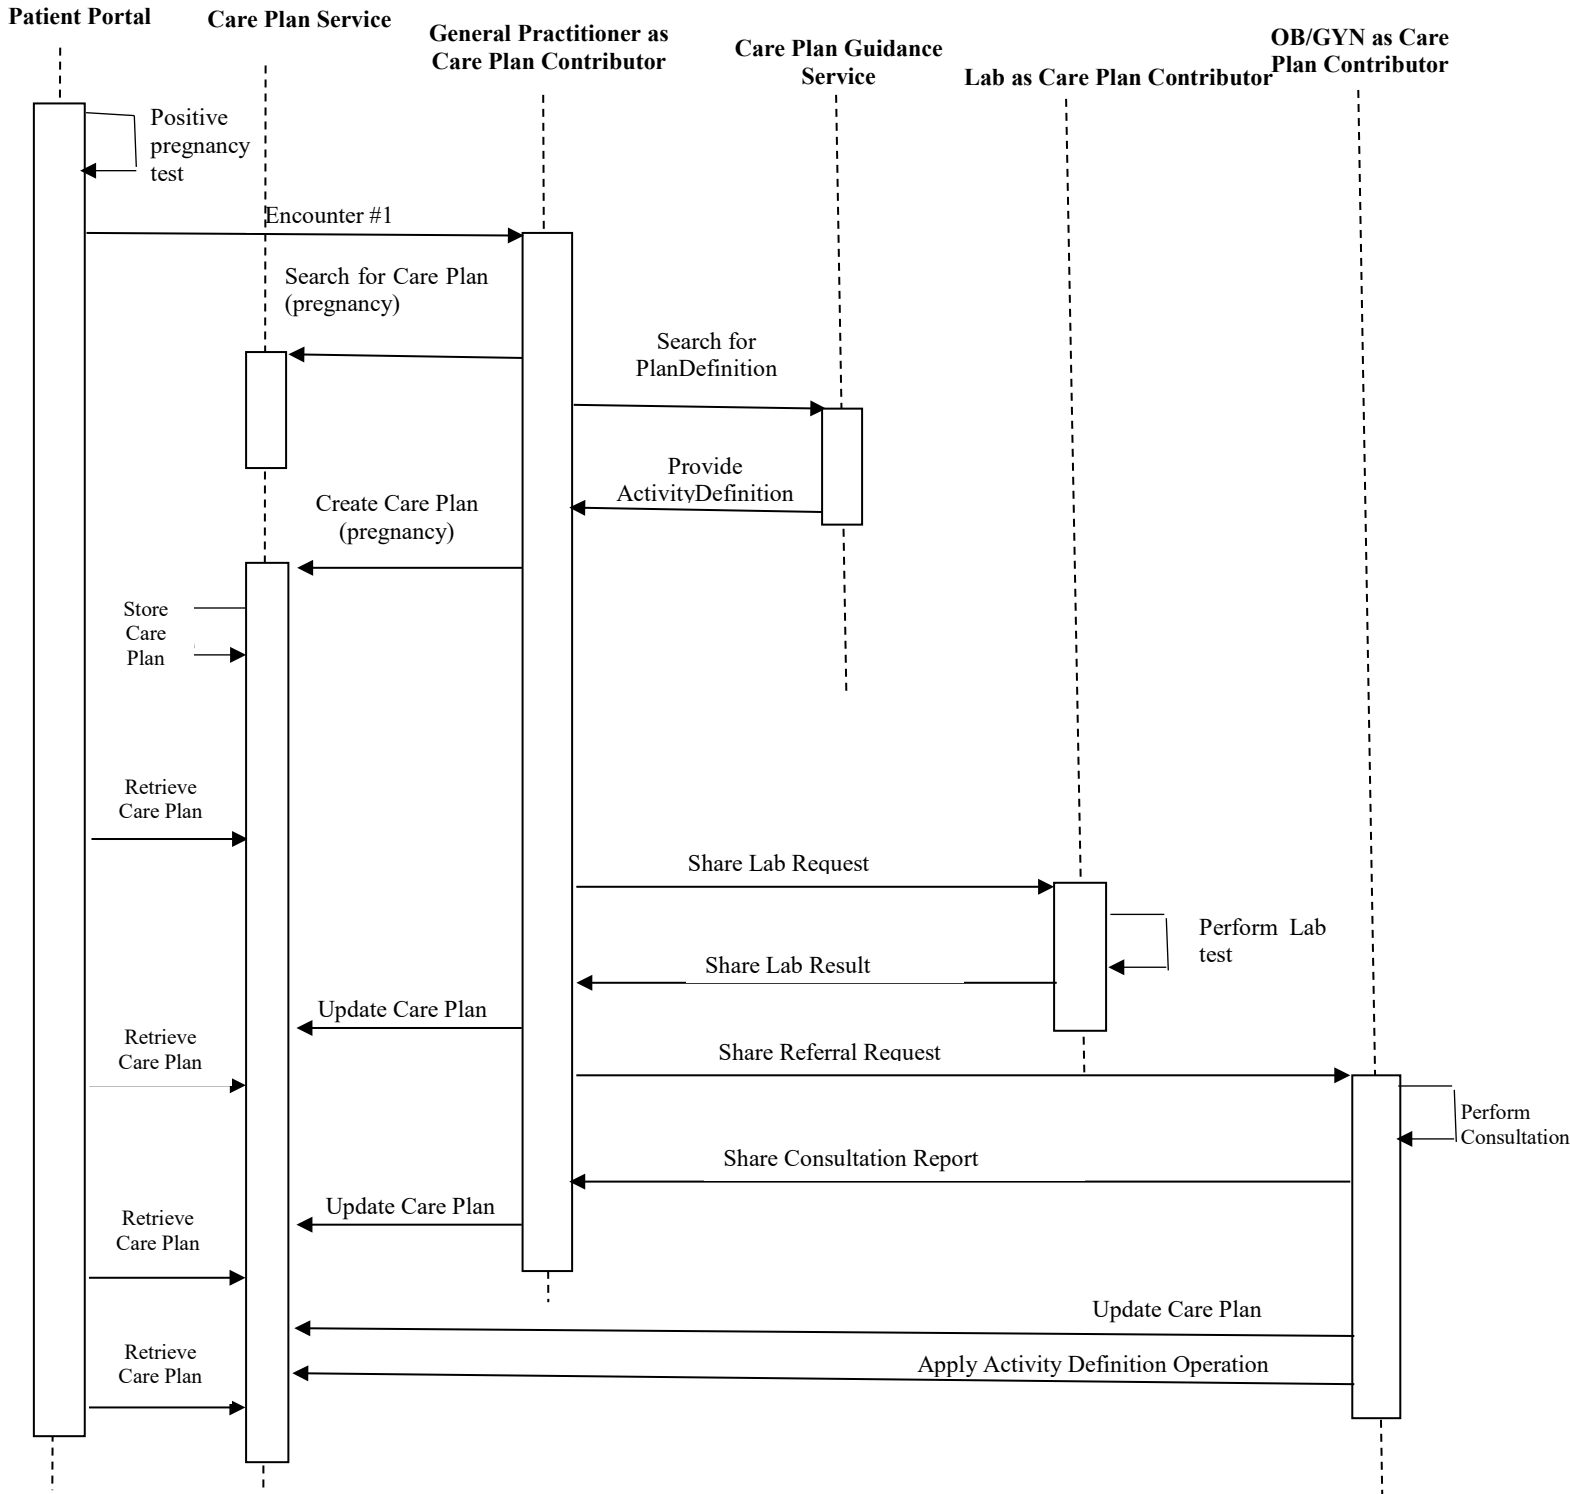 Patient Portal
Care Plan Service
General Practitioner as
Care Plan Contributor
Care Plan Guidance
Service
Lab as Care Plan Contributor
OB/GYN as Care
Plan Contributor
Positive
pregnancy
test
Encounter #1
Search for Care Plan
(pregnancy)
Search for
PlanDefinition
Provide
ActivityDefinition
Create Care Plan
(pregnancy)
Store
Care
Plan
Retrieve
Care Plan
Share Lab Request
Perform Lab
test
Share Lab Result
Update Care Plan
Retrieve
Care Plan
Share Referral Request
Perform
Consultation
Share Consultation Report
Update Care Plan
Retrieve
Care Plan
Update Care Plan
Retrieve
Care Plan
Apply Activity Definition Operation